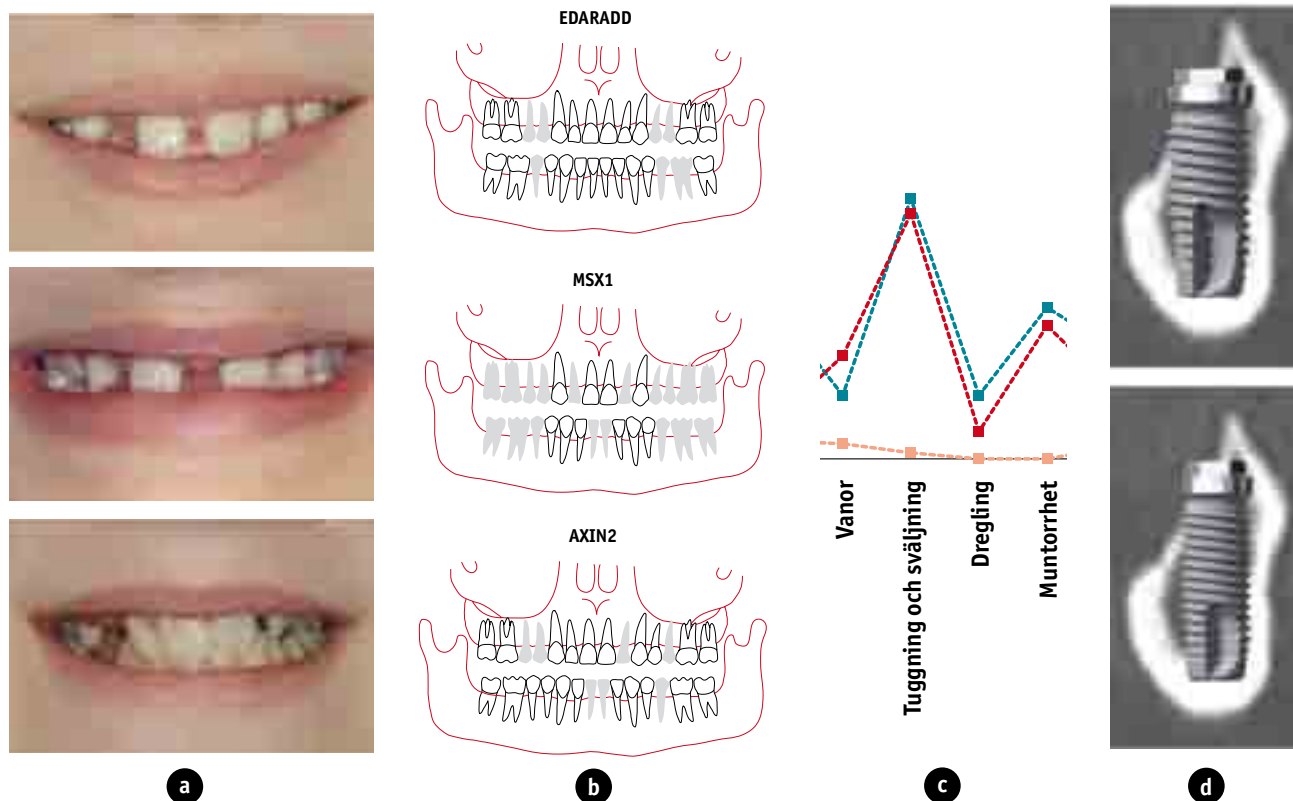 EDARADD
MSX1
AXIN2
Vanor
Tuggning och sväljning
Dregling
Muntorrhet
a
b
c
d